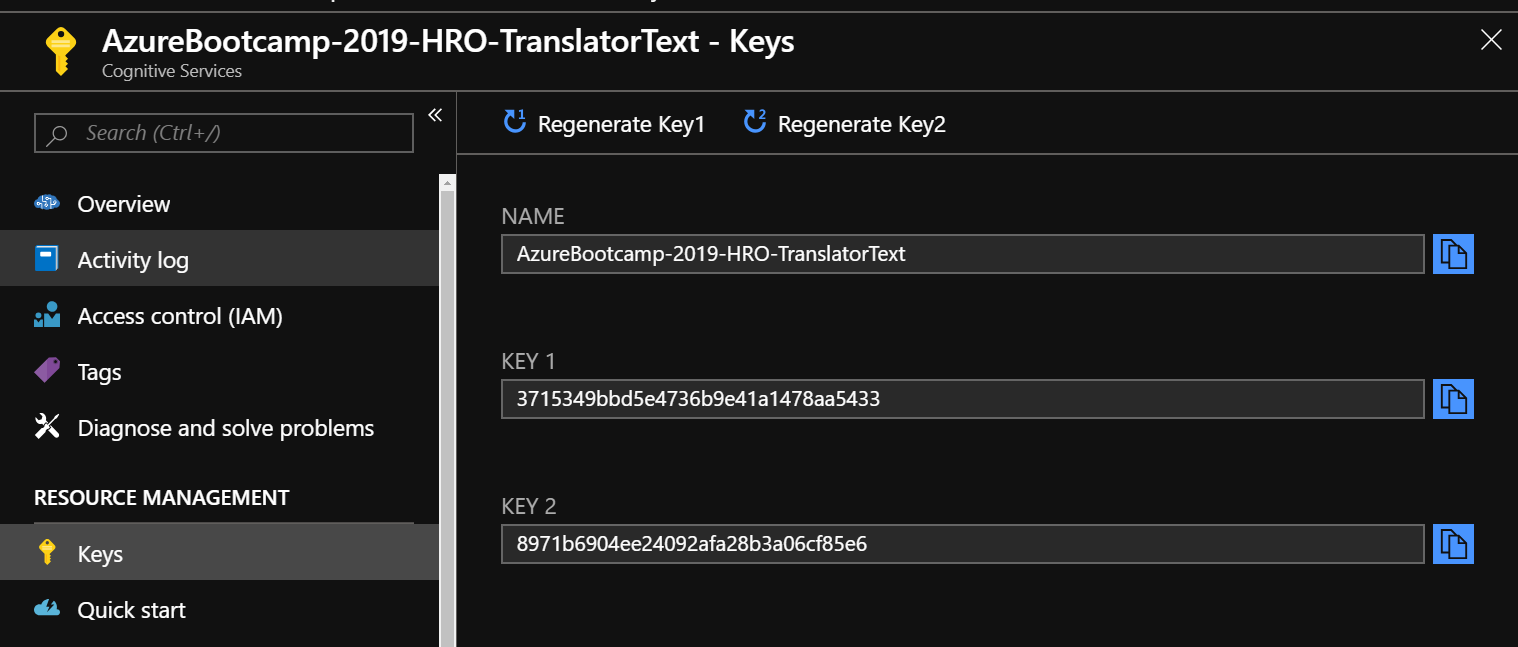 AzureBootcamp-2019-HRO-TranslatorText - Keys
Cognitive Services
Search (Ctrl+/)
Regenerate Key1
Regenerate Key2
Overview
Activity log
Access control (IAM)
Tags
Diagnose and solve problems
RESOURCE MANAGEMENT
Keys
Quick start
NAME
AzureBootcamp-2019-HRO-TranslatorText
KEY 1
3715349bbd5e4736b9e41a1478aa5433
KEY 2
8971b6904ee24092afa28b3a06cf85e6